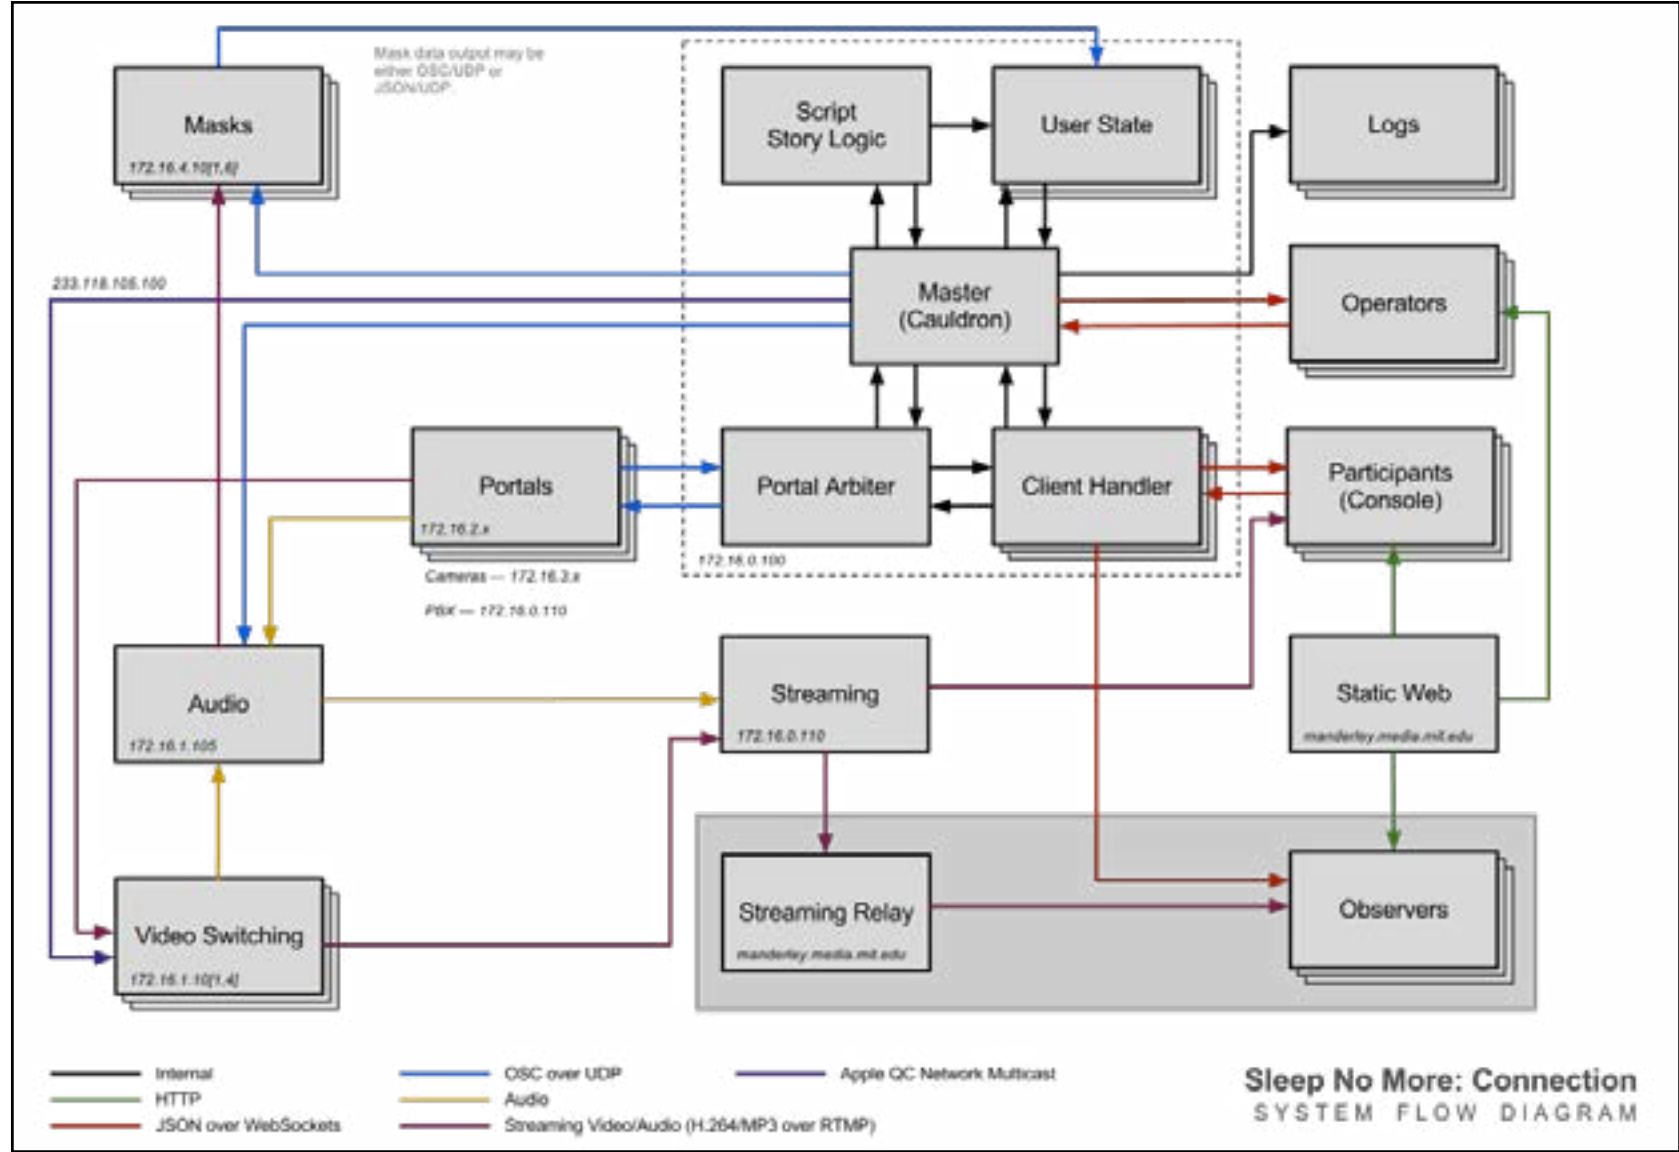 Mask data output may be
either OSC/UDP or
JSON/UDP.
Masks
172.16.4.10[1,6]
Script
Story Logic
User State
Logs
233.118.105.100
Master
(Cauldron)
Operators
Portals
172.16.2.x
Cameras — 172.16.3.x
PBX — 172.16.0.110
Portal Arbiter
Client Handler
172.16.0.100
Participants
(Console)
Audio
172.16.1.105
Streaming
172.16.0.110
Static Web
manderley.media.mit.edu
Video Switching
172.16.1.10[1,4]
Streaming Relay
manderley.media.mit.edu
Observers
Internal
HTTP
JSON over WebSockets
OSC over UDP
Audio
Streaming Video/Audio (H.264/MP3 over RTMP)
Apple QC Network Multicast
Sleep No More: Connection
SYSTEM FLOW DIAGRAM